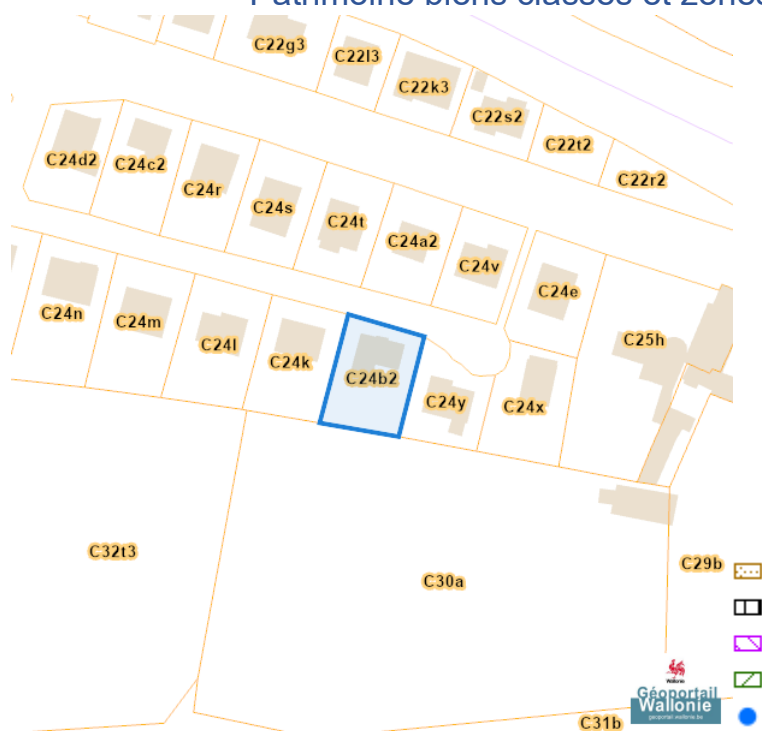 Patrimoine biens classés et zones
C22g3
C22l3
C22k3
C22s2
C22t2
C22r2
C24d2
C24c2
C24r
C24s
C24t
C24a2
C24v
C24e
C24n
C24m
C24l
C24k
C24b2
C24y
C24x
C25h
C32t3
C30a
C29b
C31b
Wallonie
Géoportail
Wallonie
geoportail.wallonie.be